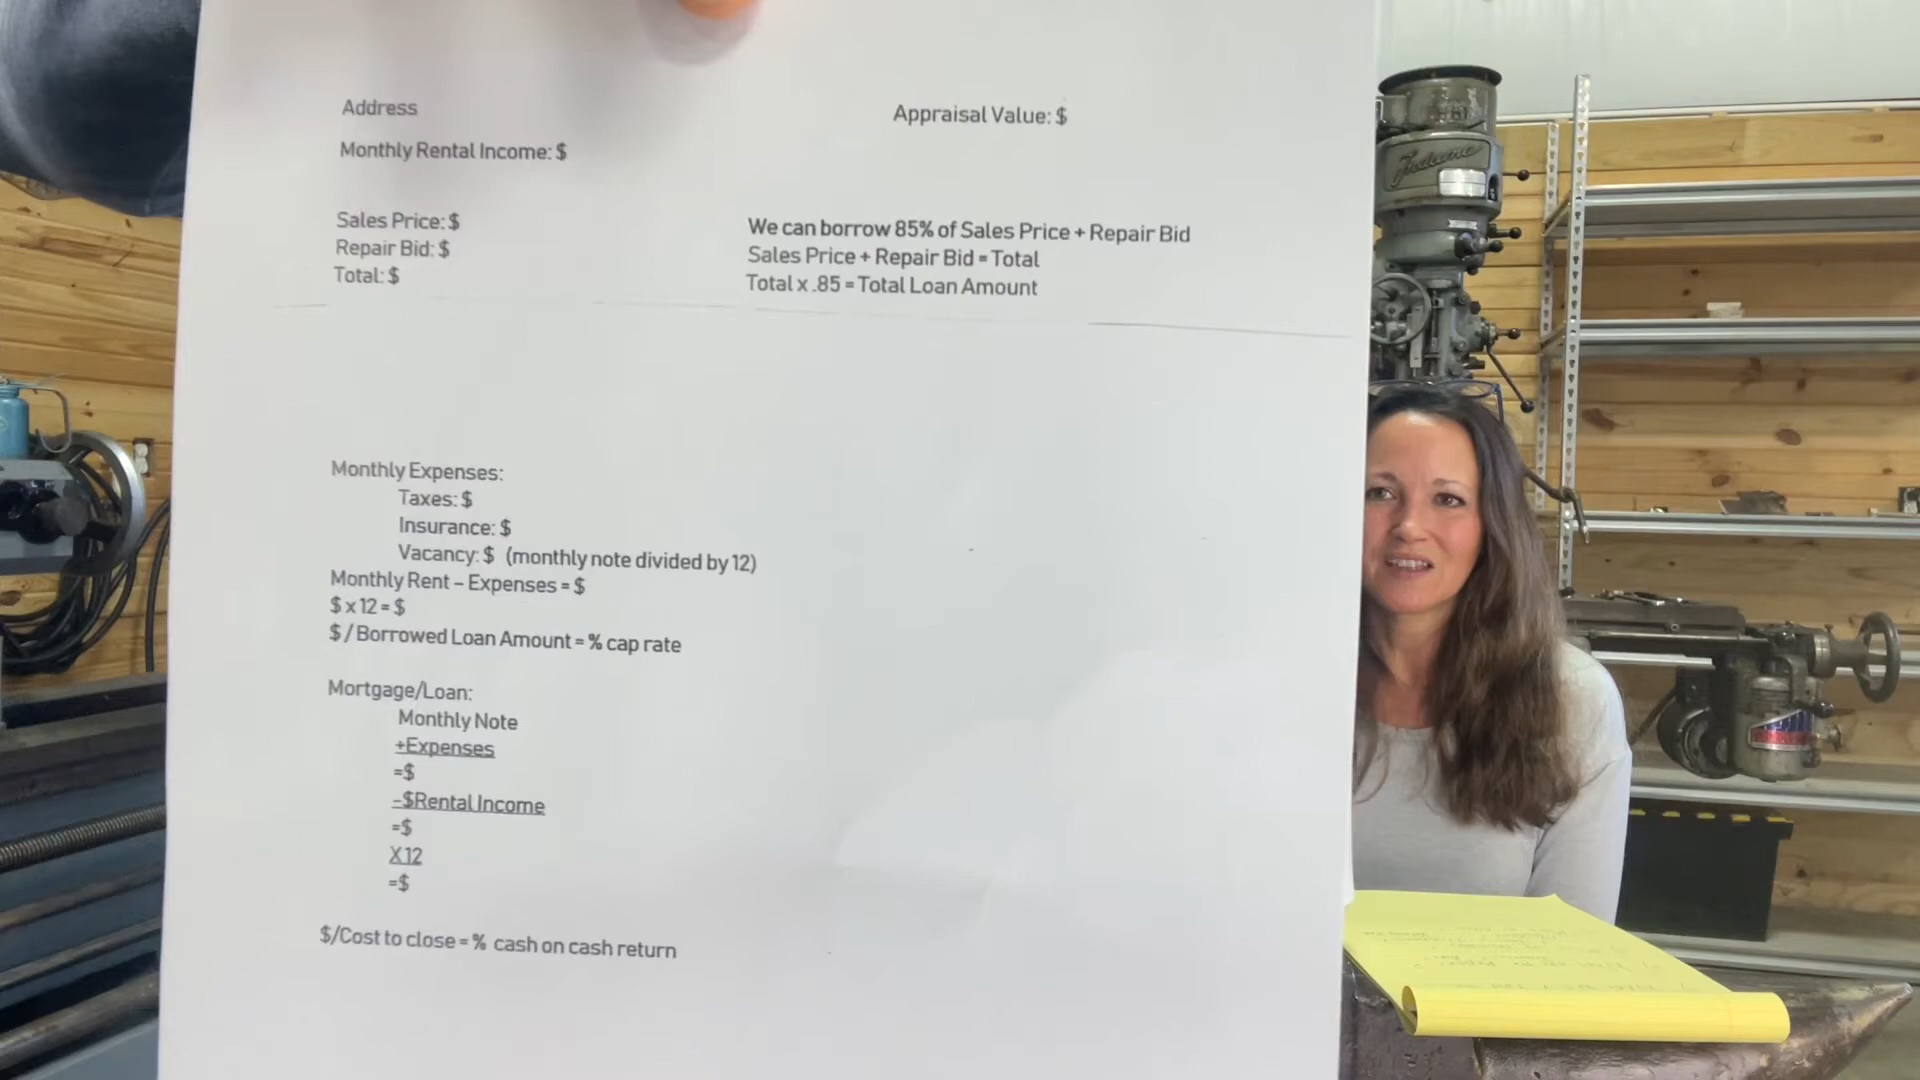 Address
Appraisal Value: $
Monthly Rental Income: $
Sales Price: $
Repair Bid: $
Total: $
We can borrow 85% of Sales Price + Repair Bid
Sales Price + Repair Bid = Total
Total x .85 = Total Loan Amount
Monthly Expenses:
Taxes: $
Insurance: $
Vacancy: $ (monthly note divided by 12)
Monthly Rent – Expenses = $
$ x 12 = $
$ / Borrowed Loan Amount = % cap rate
Mortgage/Loan:
Monthly Note
+Expenses
=$
-$Rental Income
=$
X12
=$
$/Cost to close = % cash on cash return